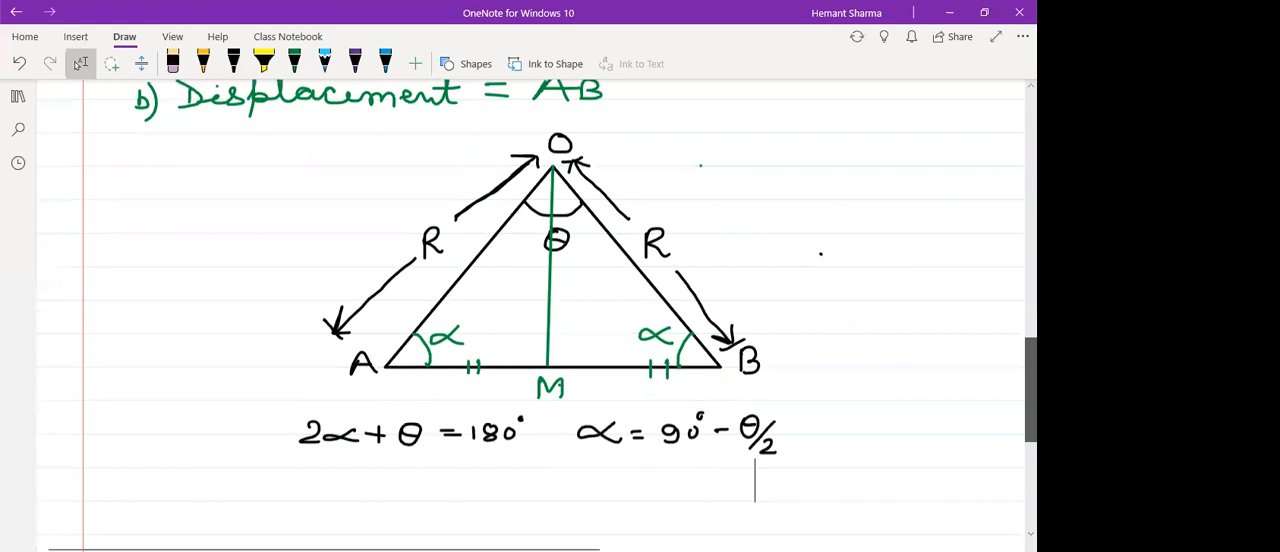 OneNote for Windows 10
Hemant Sharma
Home Insert Draw View Help Class Notebook Share
Shapes Ink to Shape Ink to Text
b) Displacement = AB
O
R θ R
α α
A B
M
2α + θ = 180° α = 90° - θ/2